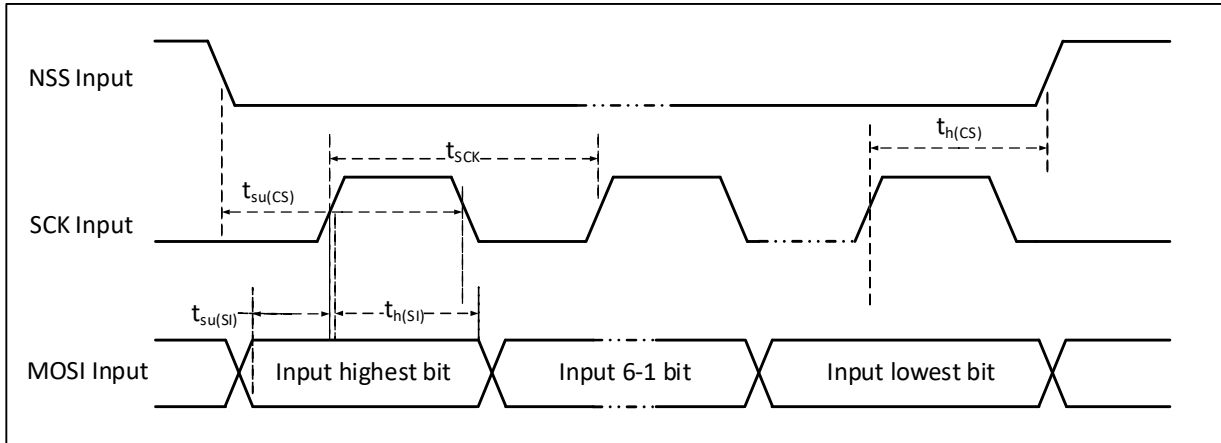 NSS Input
t_h(CS)
t_SCK
t_su(CS)
SCK Input
t_su(SI)
t_h(SI)
MOSI Input
Input highest bit
Input 6-1 bit
Input lowest bit